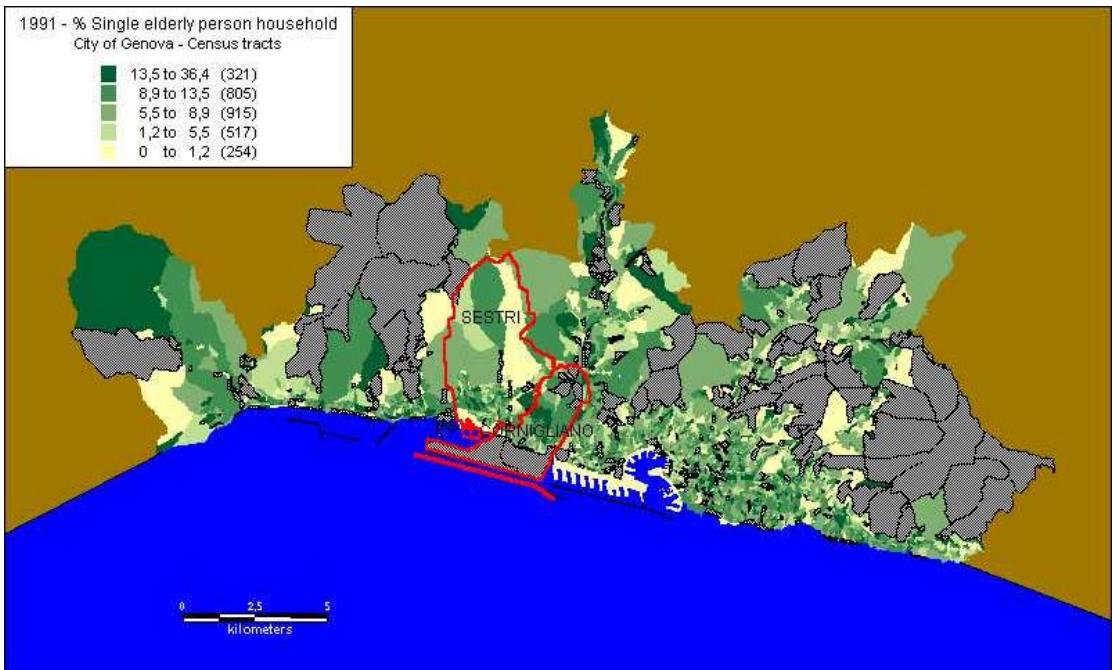 1991 - % Single elderly person household
City of Genova - Census tracts
13,5 to 36,4 (321)
8,9 to 13,5 (805)
5,5 to 8,9 (915)
1,2 to 5,5 (517)
0 to 1,2 (254)
SESTRI
CORNIGLIANO
0 2,5 5
kilometers